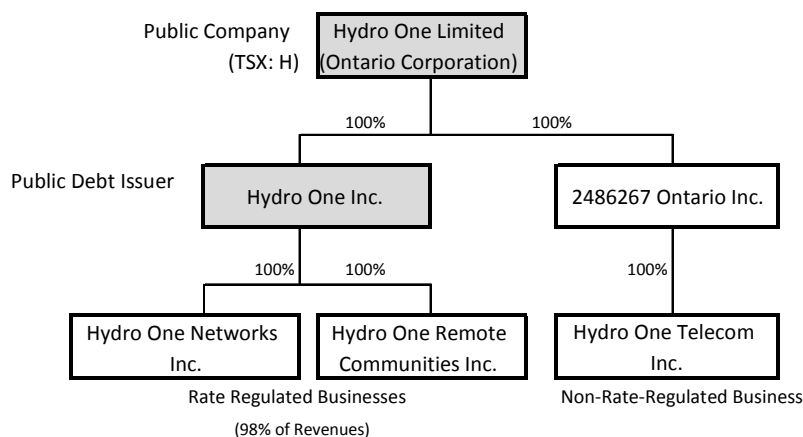 Public Company
(TSX: H)
Hydro One Limited
(Ontario Corporation)
100%
100%
Public Debt Issuer
Hydro One Inc.
2486267 Ontario Inc.
100%
100%
100%
Hydro One Networks
Inc.
Hydro One Remote
Communities Inc.
Hydro One Telecom
Inc.
Rate Regulated Businesses
(98% of Revenues)
Non-Rate-Regulated Business